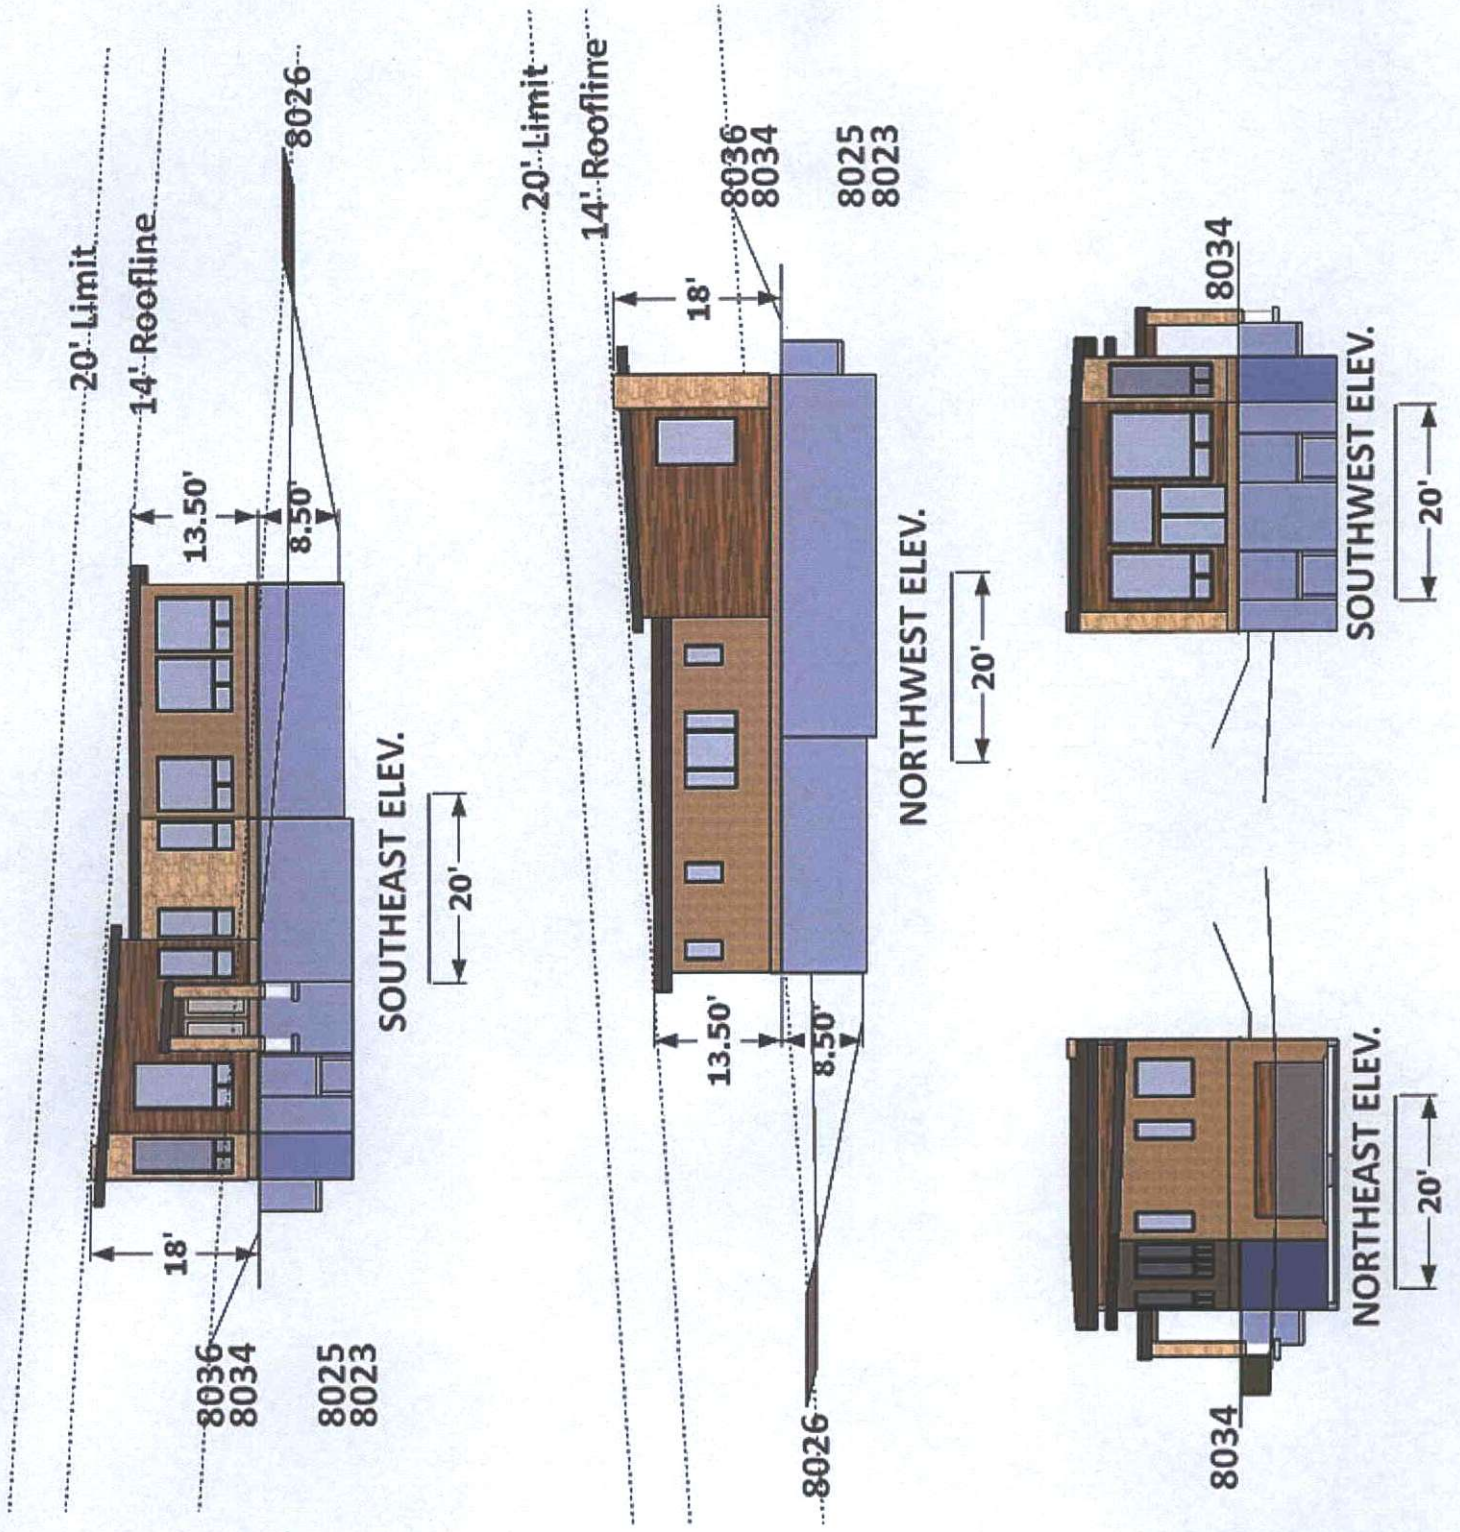 20' Limit
14' Roofline
8036
8034
8025
8023
18'
13.50'
8.50'
8026
SOUTHEAST ELEV.
20'
20' Limit
14' Roofline
8036
8034
8025
8023
18'
13.50'
8.50'
8026
NORTHWEST ELEV.
20'
8034
NORTHEAST ELEV.
20'
8034
SOUTHWEST ELEV.
20'